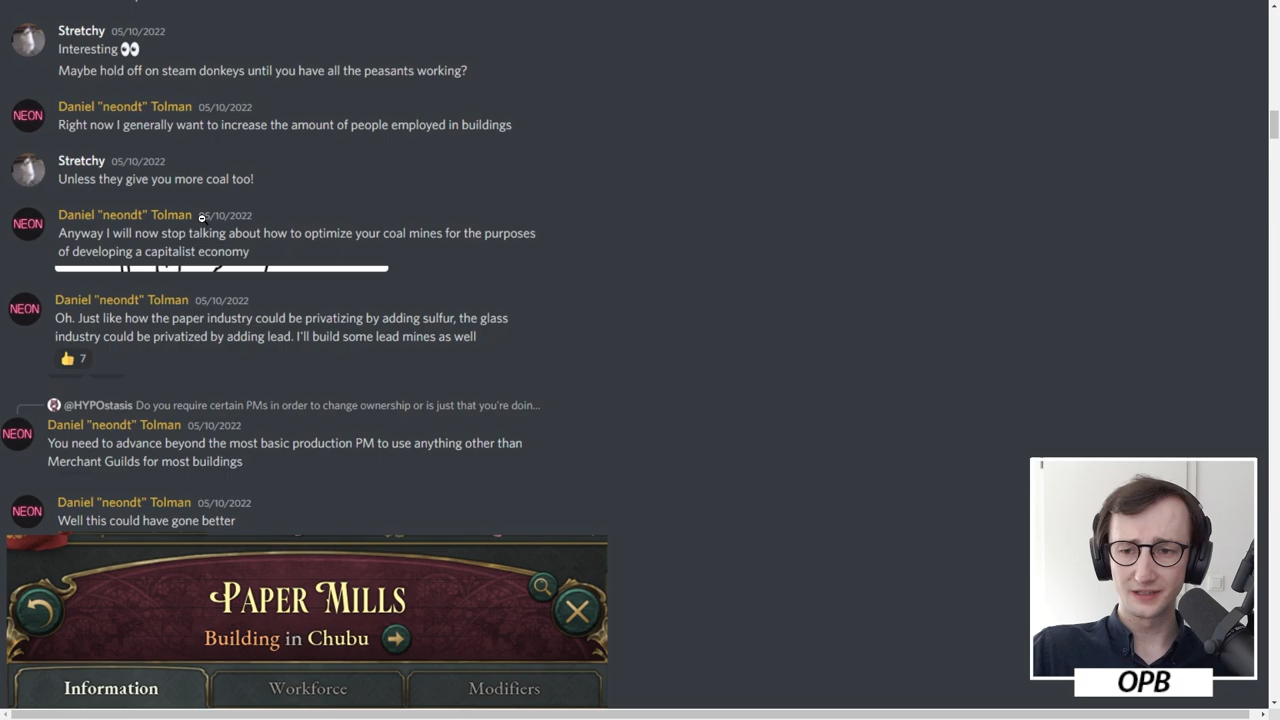 Stretchy 05/10/2022
Interesting 👀
Maybe hold off on steam donkeys until you have all the peasants working?
NEON Daniel "neondt" Tolman 05/10/2022
Right now I generally want to increase the amount of people employed in buildings
Stretchy 05/10/2022
Unless they give you more coal too!
NEON Daniel "neondt" Tolman 05/10/2022
Anyway I will now stop talking about how to optimize your coal mines for the purposes
of developing a capitalist economy
NEON Daniel "neondt" Tolman 05/10/2022
Oh. Just like how the paper industry could be privatizing by adding sulfur, the glass
industry could be privatized by adding lead. I'll build some lead mines as well
👍 7
@HYPOstasis Do you require certain PMs in order to change ownership or is just that you're doin...
NEON Daniel "neondt" Tolman 05/10/2022
You need to advance beyond the most basic production PM to use anything other than
Merchant Guilds for most buildings
NEON Daniel "neondt" Tolman 05/10/2022
Well this could have gone better
PAPER MILLS
Building in Chubu
Information Workforce Modifiers
OPB